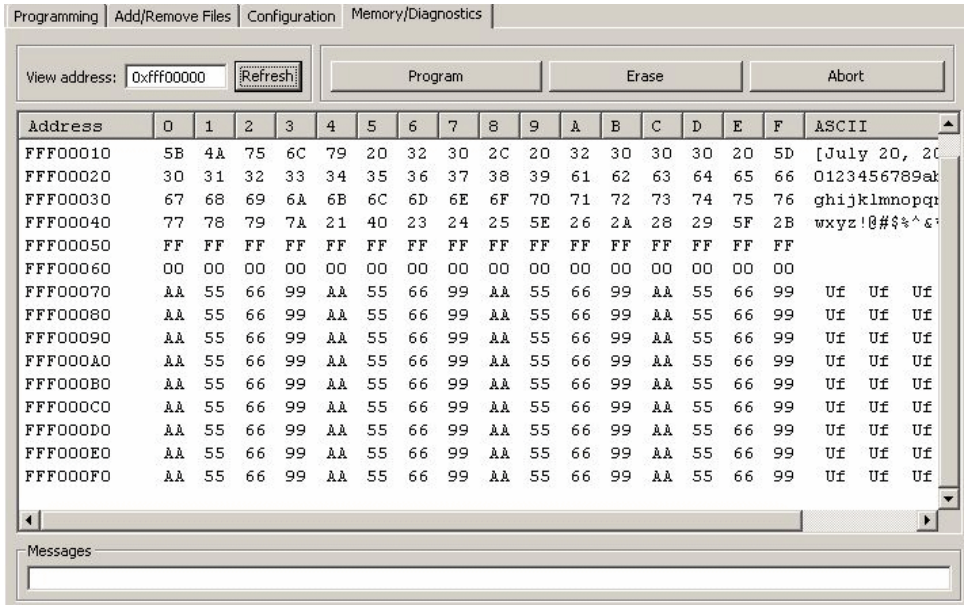 Programming Add/Remove Files Configuration Memory/Diagnostics
View address: 0xfff00000 Refresh Program Erase Abort
Address 0 1 2 3 4 5 6 7 8 9 A B C D E F ASCII
FFF00010 5B 4A 75 6C 79 20 32 30 2C 20 32 30 30 30 20 5D [July 20, 20
FFF00020 30 31 32 33 34 35 36 37 38 39 61 62 63 64 65 66 0123456789ab
FFF00030 67 68 69 6A 6B 6C 6D 6E 6F 70 71 72 73 74 75 76 ghijklmnopqr
FFF00040 77 78 79 7A 21 40 23 24 25 5E 26 2A 28 29 5F 2B wxyz!@#$%^&*
FFF00050 FF FF FF FF FF FF FF FF FF FF FF FF FF FF FF FF
FFF00060 00 00 00 00 00 00 00 00 00 00 00 00 00 00 00 00
FFF00070 AA 55 66 99 AA 55 66 99 AA 55 66 99 AA 55 66 99 Uf Uf Uf
FFF00080 AA 55 66 99 AA 55 66 99 AA 55 66 99 AA 55 66 99 Uf Uf Uf
FFF00090 AA 55 66 99 AA 55 66 99 AA 55 66 99 AA 55 66 99 Uf Uf Uf
FFF000A0 AA 55 66 99 AA 55 66 99 AA 55 66 99 AA 55 66 99 Uf Uf Uf
FFF000B0 AA 55 66 99 AA 55 66 99 AA 55 66 99 AA 55 66 99 Uf Uf Uf
FFF000C0 AA 55 66 99 AA 55 66 99 AA 55 66 99 AA 55 66 99 Uf Uf Uf
FFF000D0 AA 55 66 99 AA 55 66 99 AA 55 66 99 AA 55 66 99 Uf Uf Uf
FFF000E0 AA 55 66 99 AA 55 66 99 AA 55 66 99 AA 55 66 99 Uf Uf Uf
FFF000F0 AA 55 66 99 AA 55 66 99 AA 55 66 99 AA 55 66 99 Uf Uf Uf
Messages